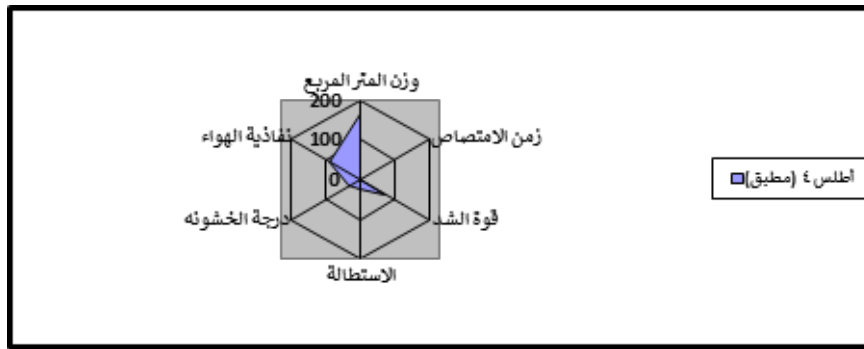 وزن المتر المربع
200
نفاذية الهواء
100
زمن الامتصاص
0
أطلس ٤ (مطبق)
درجة الخشونه
قوة الشد
الاستطالة